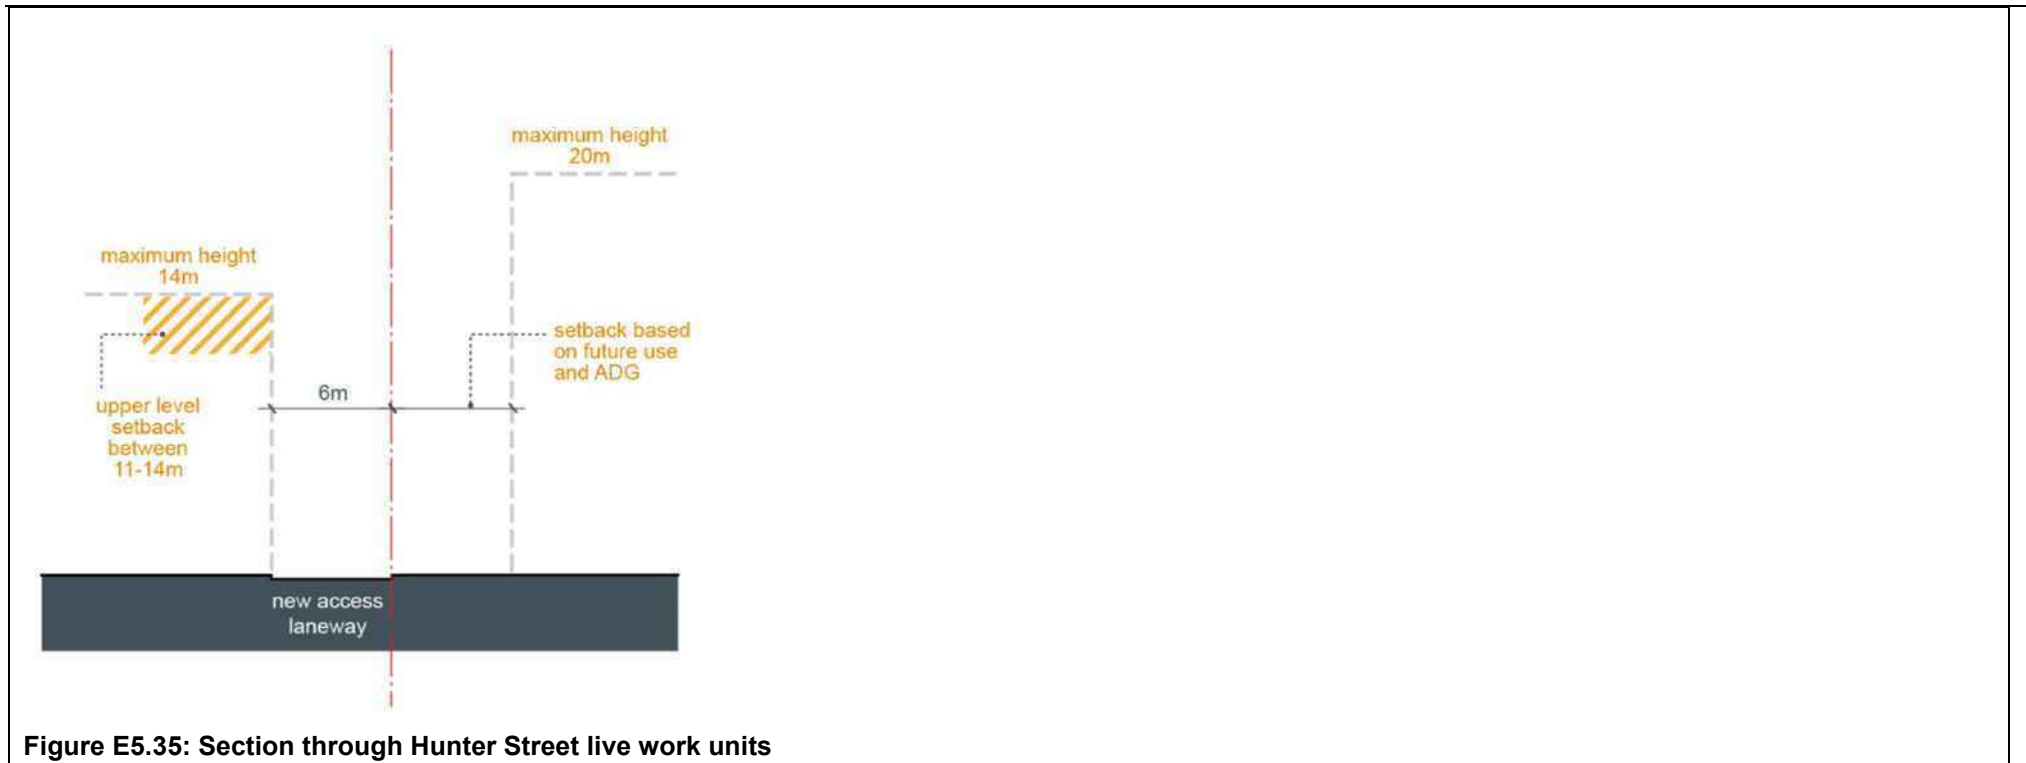 maximum height
20m
maximum height
14m
setback based
on future use
and ADG
6m
upper level
setback
between
11-14m
new access
laneway
Figure E5.35: Section through Hunter Street live work units